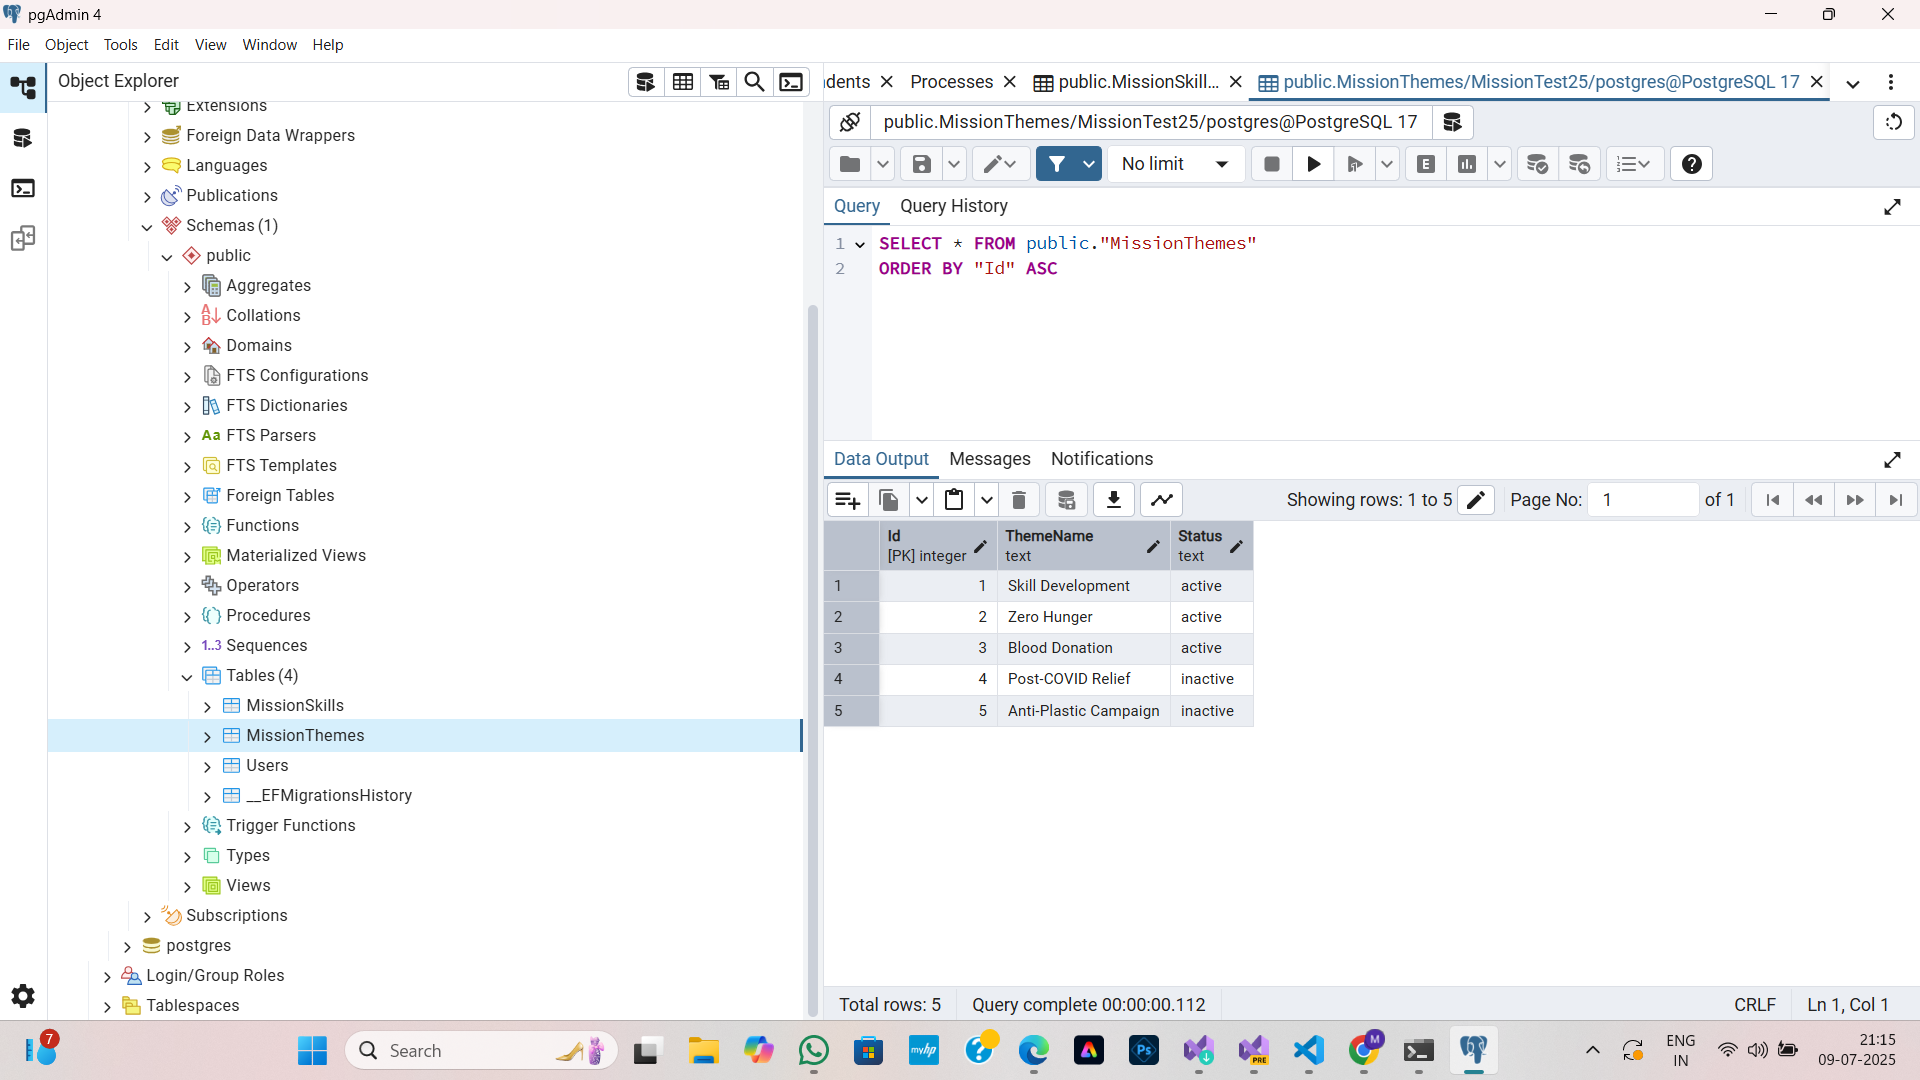 pgAdmin 4
File Object Tools Edit View Window Help
Object Explorer
Extensions
Foreign Data Wrappers
Languages
Publications
Schemas (1)
public
Aggregates
Collations
Domains
FTS Configurations
FTS Dictionaries
Aa FTS Parsers
FTS Templates
Foreign Tables
Functions
Materialized Views
Operators
Procedures
1..3 Sequences
Tables (4)
MissionSkills
MissionThemes
Users
__EFMigrationsHistory
Trigger Functions
Types
Views
Subscriptions
postgres
Login/Group Roles
Tablespaces
dents Processes public.MissionSkill... public.MissionThemes/MissionTest25/postgres@PostgreSQL 17
public.MissionThemes/MissionTest25/postgres@PostgreSQL 17
No limit E
Query Query History
1 SELECT * FROM public."MissionThemes"
2 ORDER BY "Id" ASC
Data Output Messages Notifications
Showing rows: 1 to 5 Page No: 1 of 1
Id ThemeName Status
[PK] integer text text
1 1 Skill Development active
2 2 Zero Hunger active
3 3 Blood Donation active
4 4 Post-COVID Relief inactive
5 5 Anti-Plastic Campaign inactive
Total rows: 5 Query complete 00:00:00.112 CRLF Ln 1, Col 1
7 Search myhp Ps PRE M ENG 21:15
IN 09-07-2025